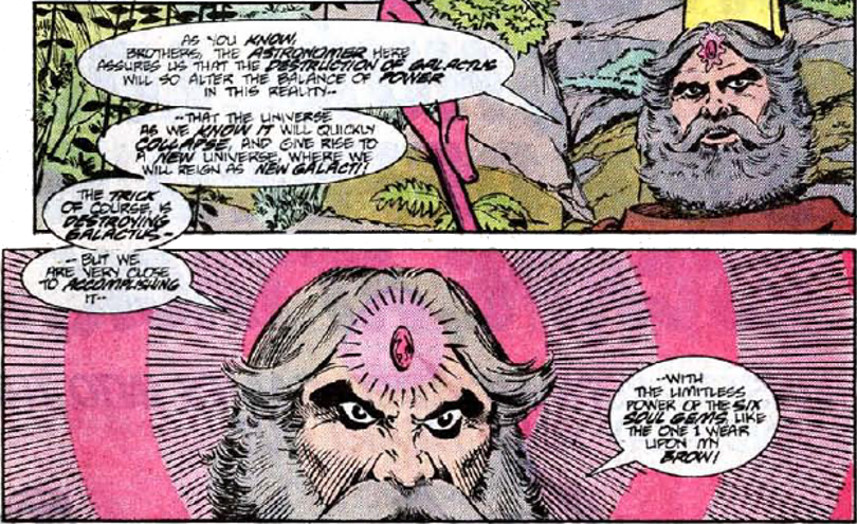 AS YOU KNOW,
BROTHERS, THE ASTRONOMER HERE
ASSURES US THAT THE DESTRUCTION OF GALACTUS
WILL SO ALTER THE BALANCE OF POWER
IN THIS REALITY--
--THAT THE UNIVERSE
AS WE KNOW IT WILL QUICKLY
COLLAPSE, AND GIVE RISE TO
A NEW UNIVERSE, WHERE WE
WILL REIGN AS NEW GALACTI!
THE TRICK
OF COURSE IS
DESTROYING
GALACTUS--
-- BUT WE
ARE VERY CLOSE
TO ACCOMPLISHING
IT--
--WITH
THE LIMITLESS
POWER OF THE SIX
SOUL GEMS, LIKE
THE ONE I WEAR
UPON MY
BROW!